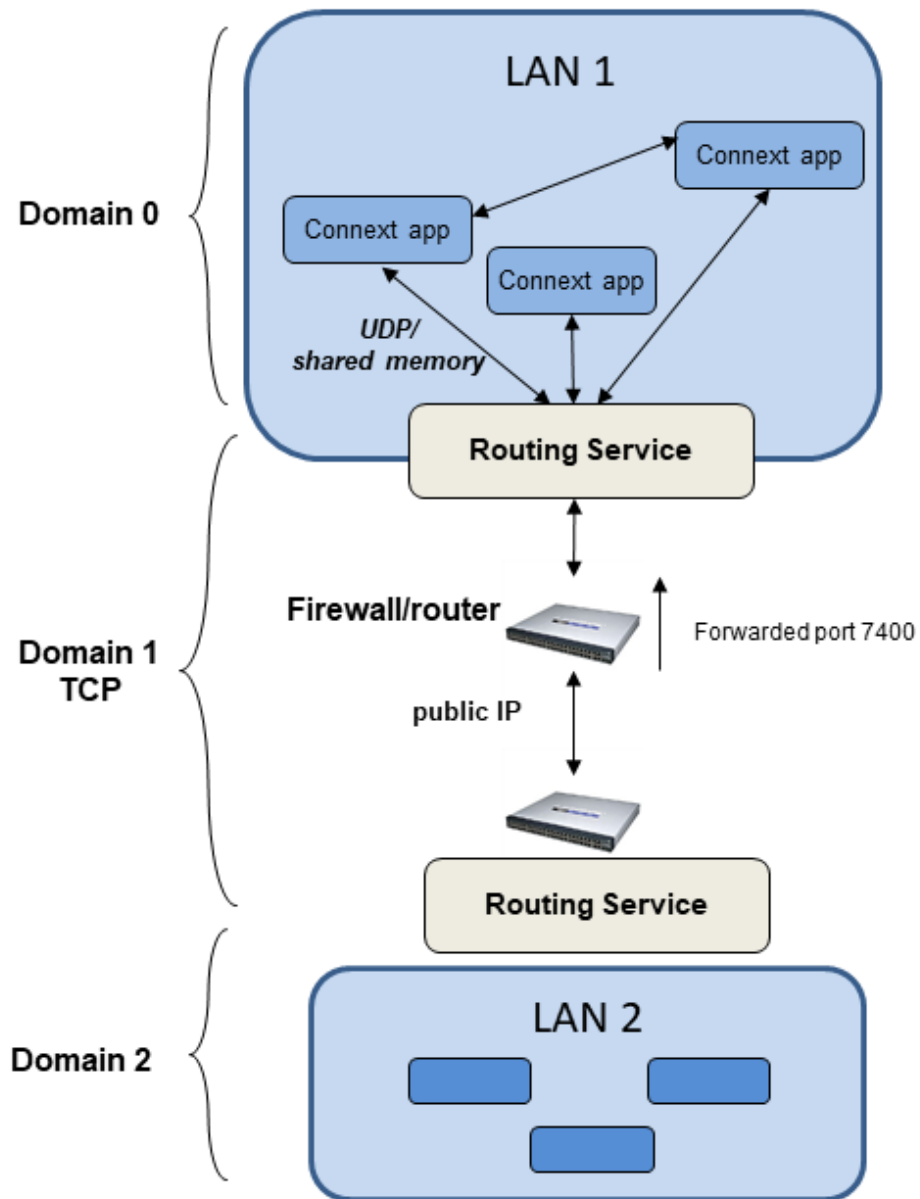 LAN 1
Connext app
Domain 0
Connext app
Connext app
UDP/
shared memory
Routing Service
Firewall/router
Forwarded port 7400
Domain 1
TCP
public IP
Routing Service
LAN 2
Domain 2